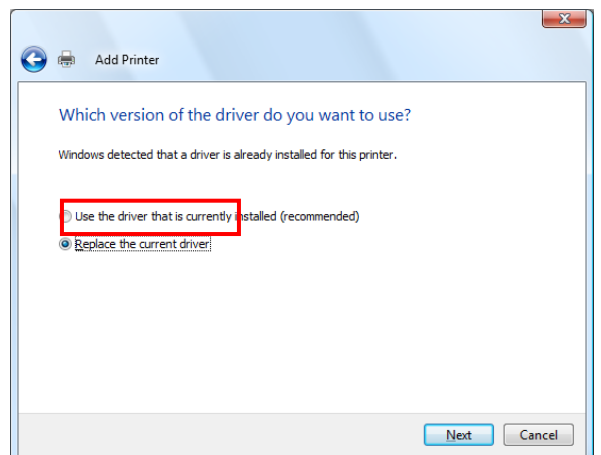 Add Printer
Which version of the driver do you want to use?
Windows detected that a driver is already installed for this printer.
Use the driver that is currently installed (recommended)
Replace the current driver
Next Cancel